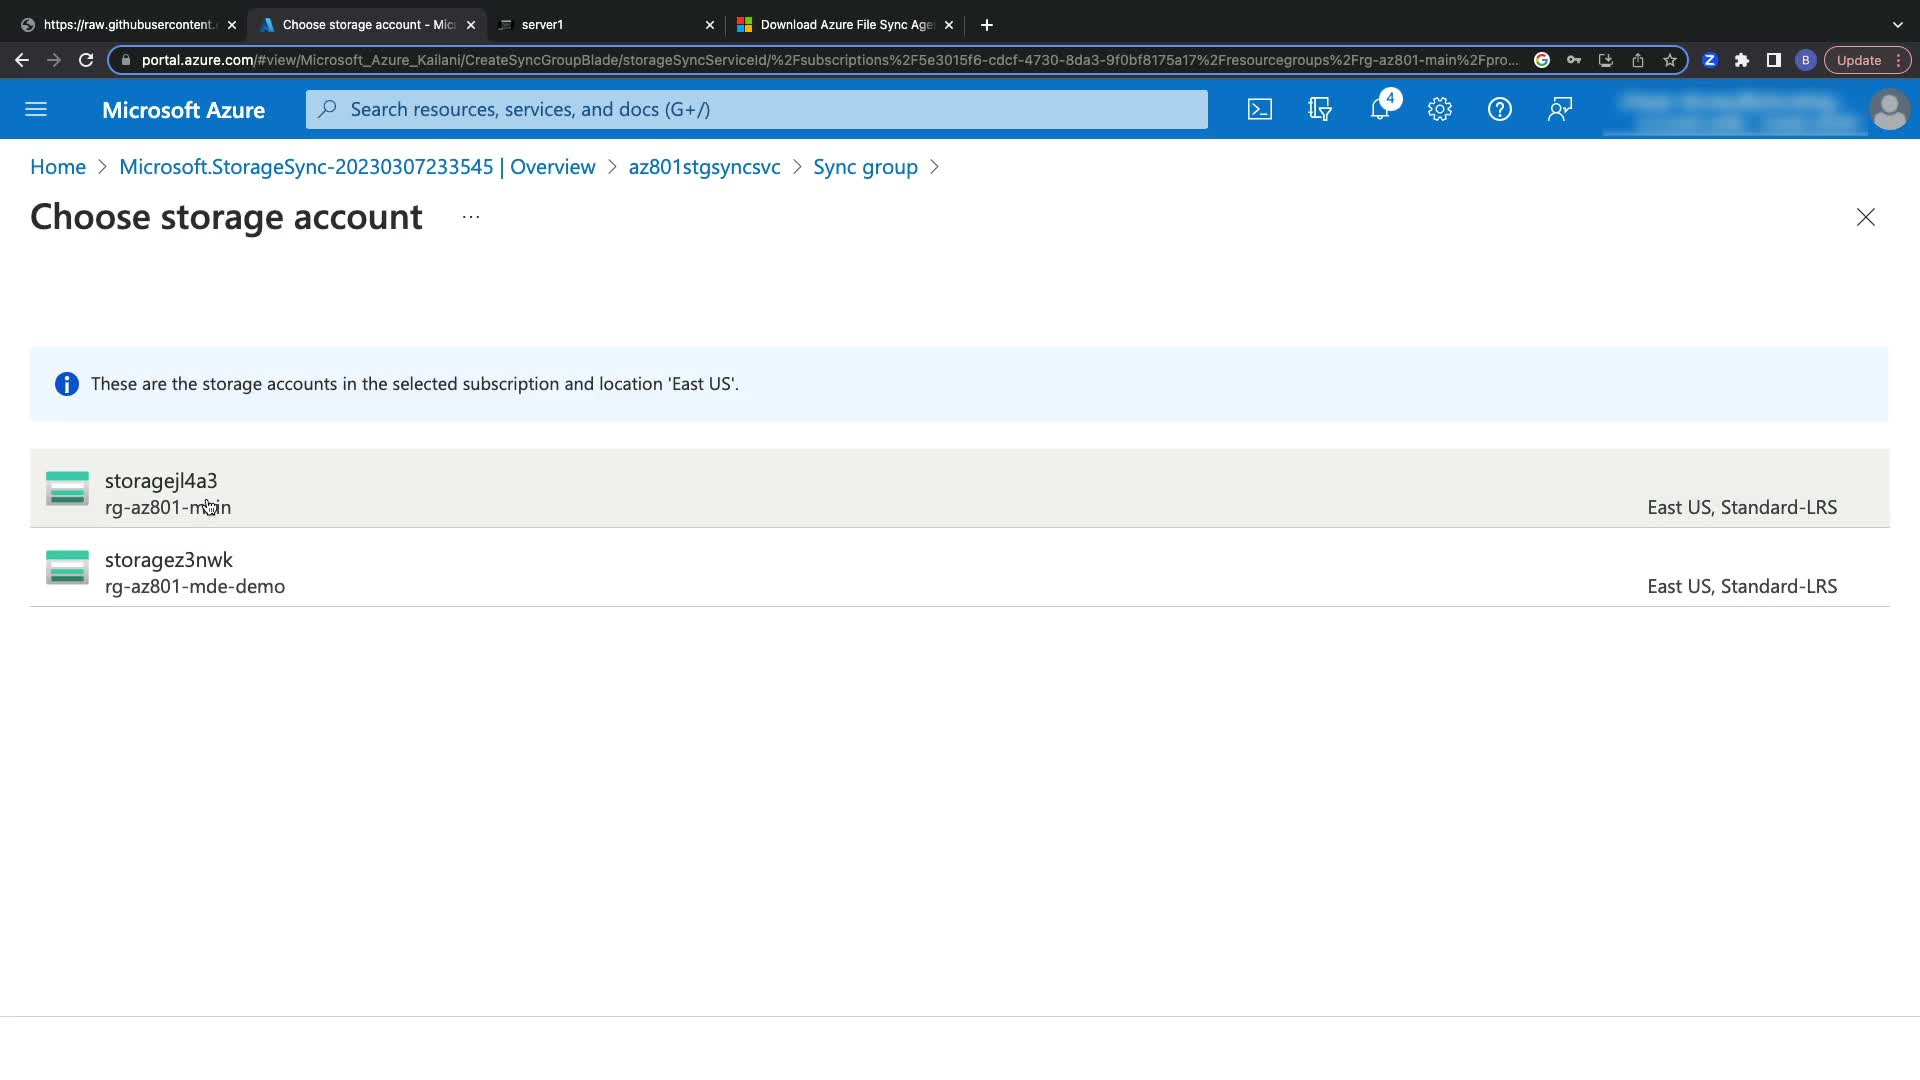 https://raw.githubusercontent.
Choose storage account - Mic
server1
Download Azure File Sync Age
portal.azure.com/#view/Microsoft_Azure_Kailani/CreateSyncGroupBlade/storageSyncServiceId/%2Fsubscriptions%2F5e3015f6-cdcf-4730-8da3-9f0bf8175a17%2Fresourcegroups%2Frg-az801-main%2Fpro...
Z
B
Update
Microsoft Azure
Search resources, services, and docs (G+/)
4
Home > Microsoft.StorageSync-20230307233545 | Overview > az801stgsyncsvc > Sync group >
Choose storage account ...
These are the storage accounts in the selected subscription and location 'East US'.
storagejl4a3
rg-az801-main
East US, Standard-LRS
storagez3nwk
rg-az801-mde-demo
East US, Standard-LRS